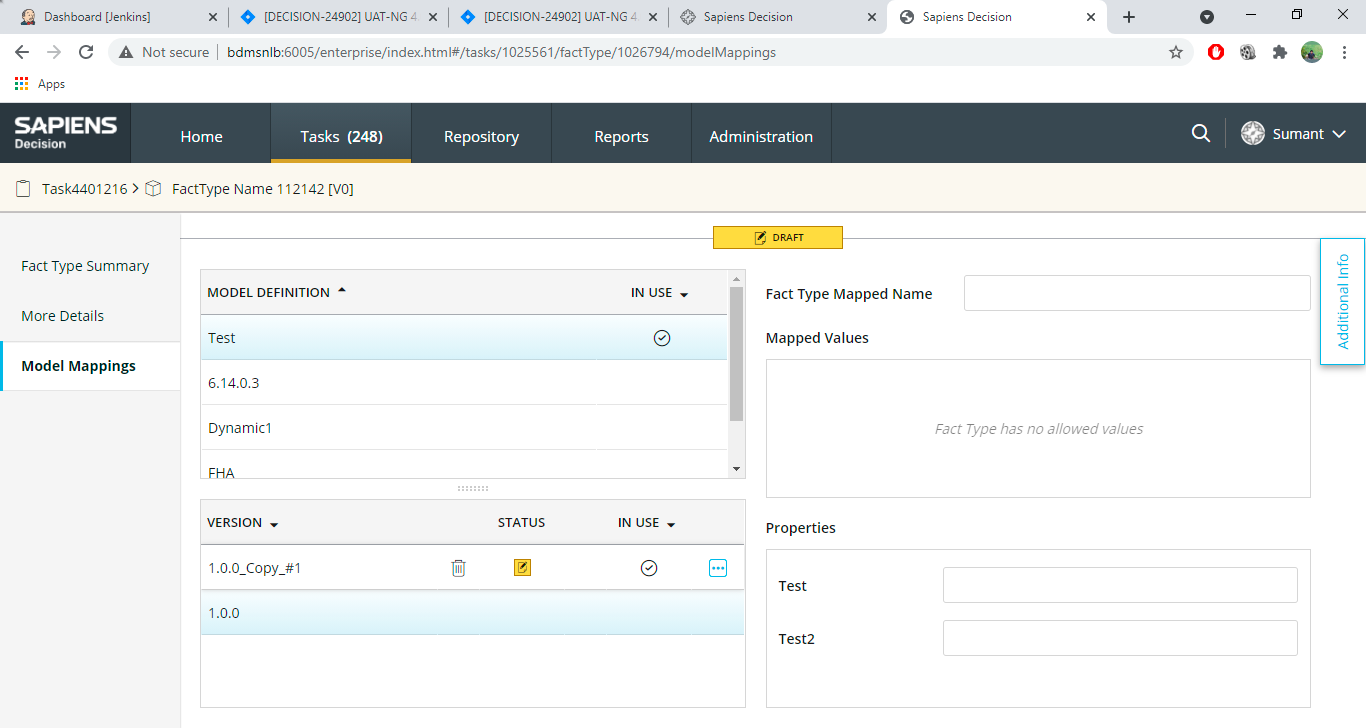 Dashboard [Jenkins]
[DECISION-24902] UAT-NG 4.
[DECISION-24902] UAT-NG 4.
Sapiens Decision
Sapiens Decision
Not secure
bdmsnlb:6005/enterprise/index.html#/tasks/1025561/factType/1026794/modelMappings
Apps
SAPIENS
Decision
Home
Tasks (248)
Repository
Reports
Administration
Sumant
Task4401216 > FactType Name 112142 [V0]
DRAFT
Fact Type Summary
More Details
Model Mappings
MODEL DEFINITION
IN USE
Test
6.14.0.3
Dynamic1
FHA
VERSION
STATUS
IN USE
1.0.0_Copy_#1
1.0.0
Fact Type Mapped Name
Mapped Values
Fact Type has no allowed values
Properties
Test
Test2
Additional Info